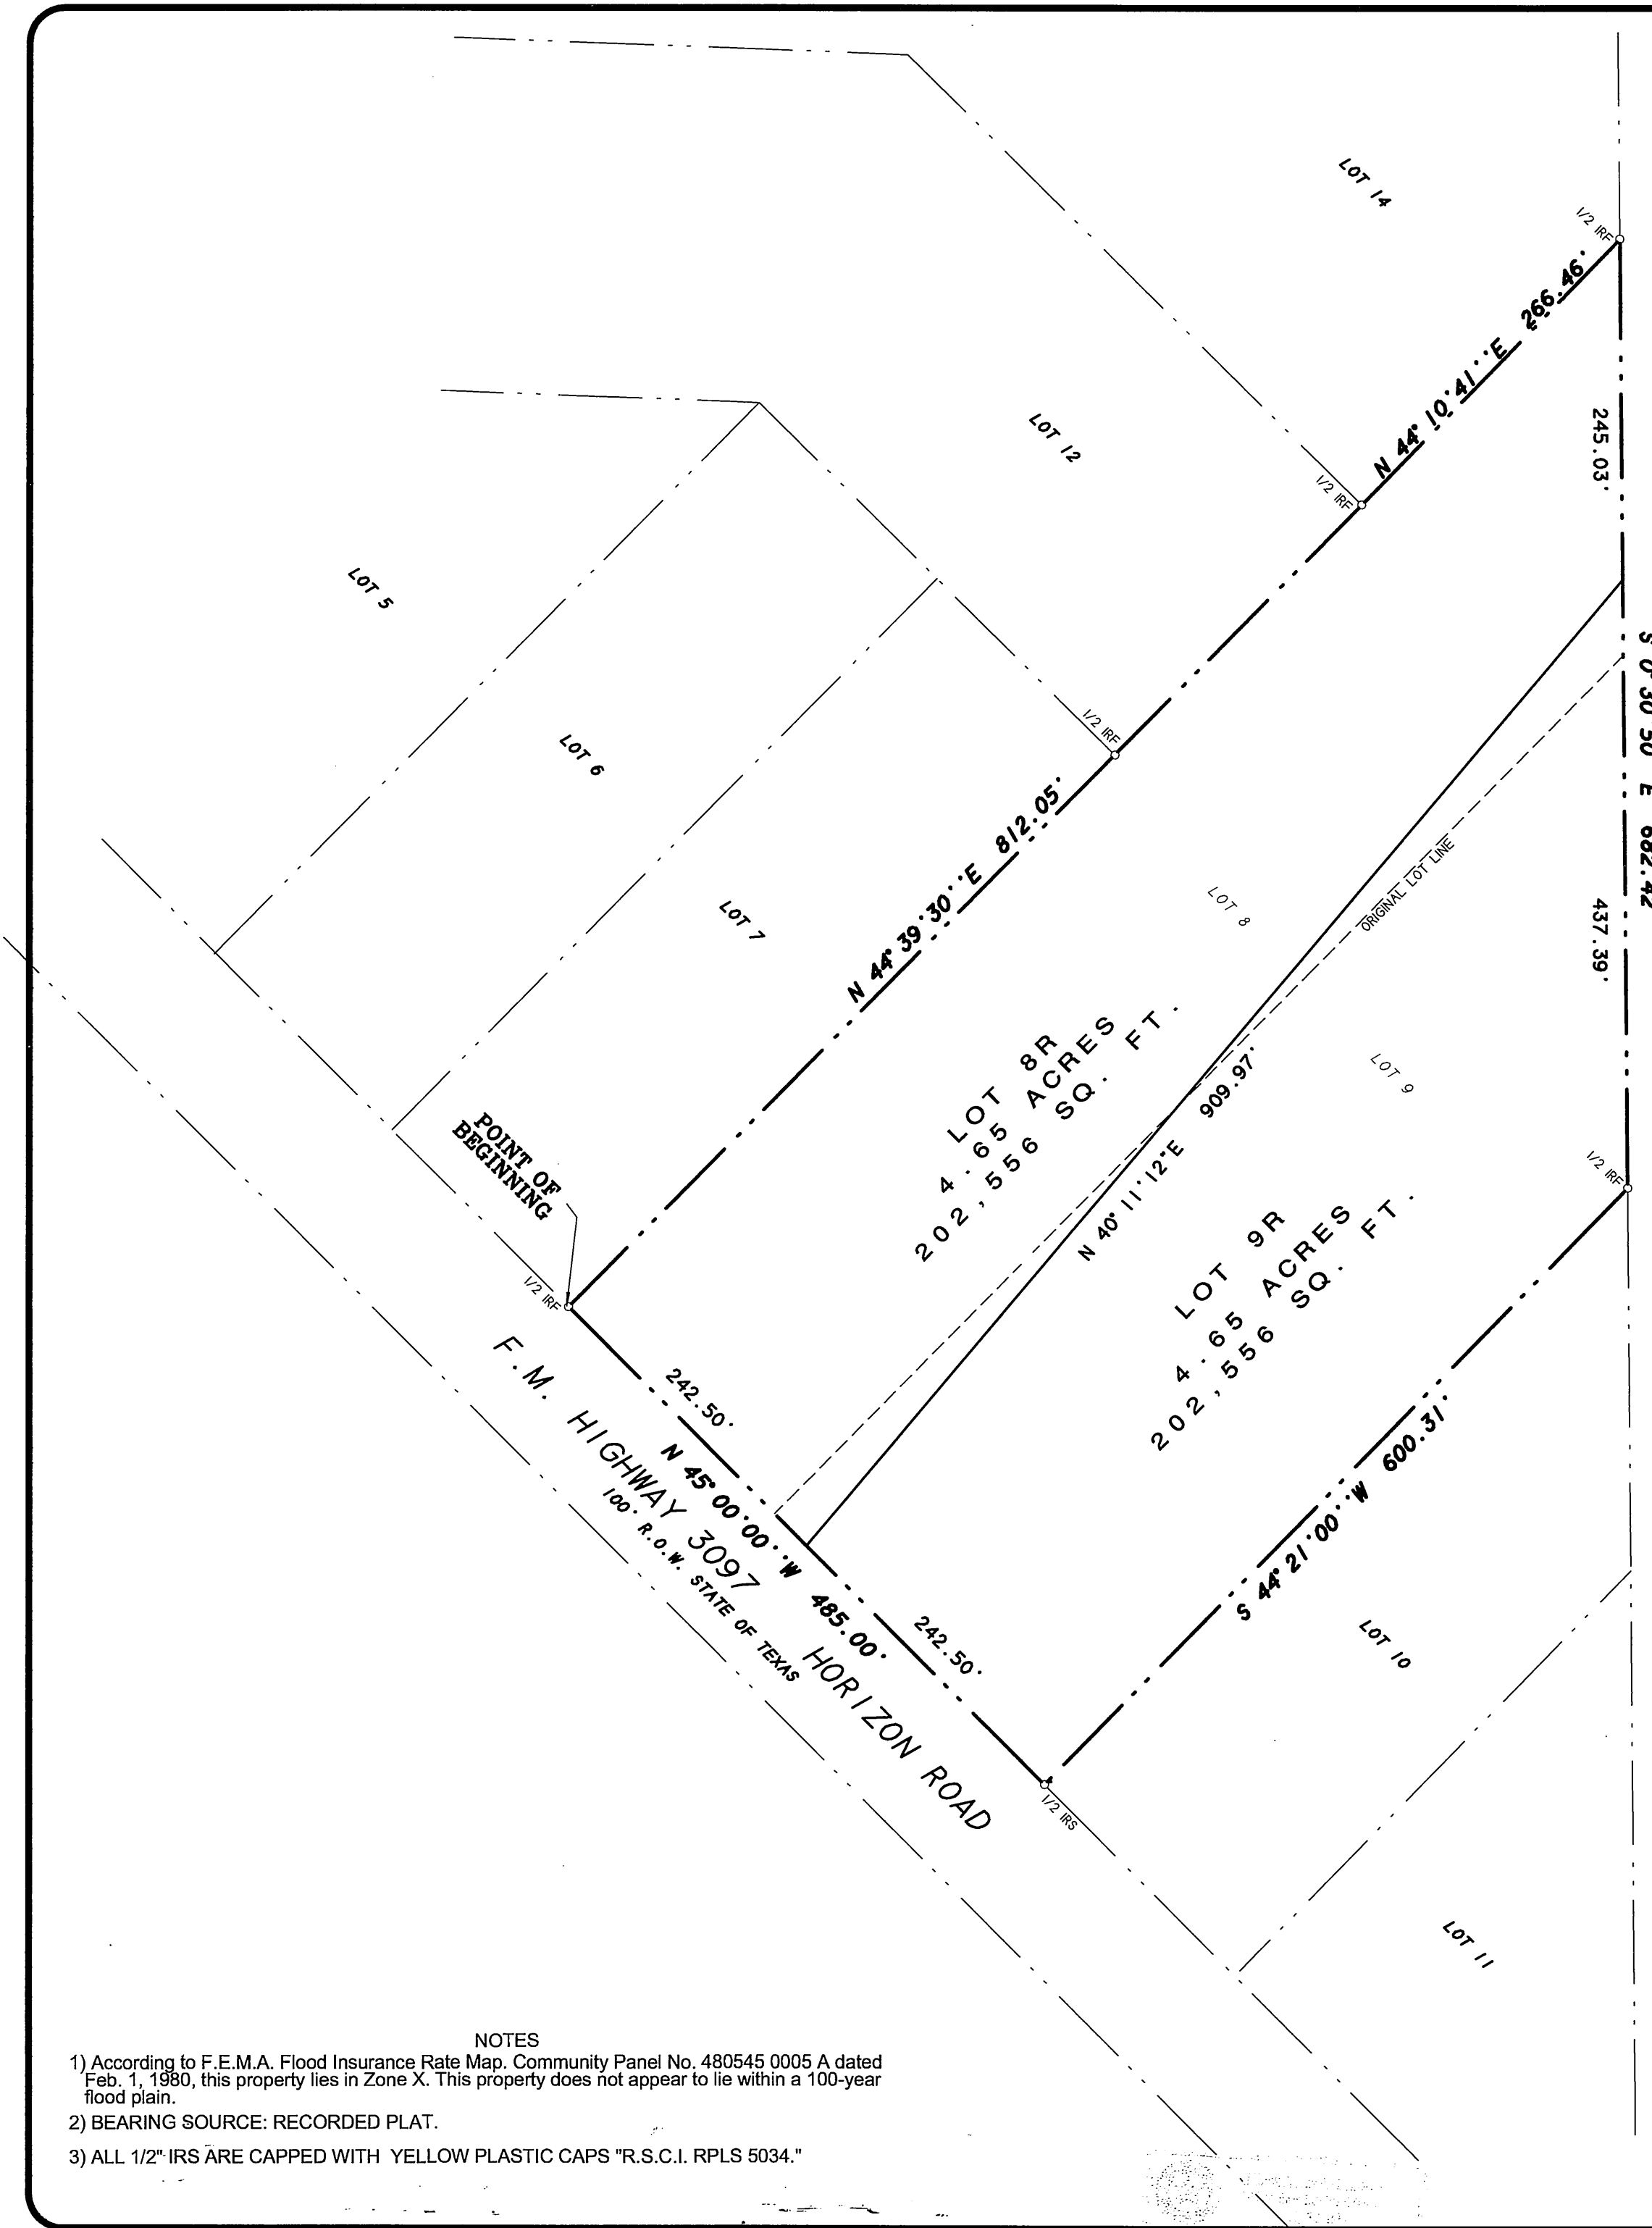 LOT 14
1/2 IRF
N 44° 10' 41'' E 266.46'
245.03'
LOT 12
1/2 IRF
LOT 5
S 0° 30' 50" E 682.42'
1/2 IRF
LOT 6
N 44° 39' 30'' E 812.05'
LOT 7
LOT 8
ORIGINAL LOT LINE
437.39'
LOT 8R
4.65 ACRES
202,556 SQ. FT.
LOT 9
N 40° 11' 12" E 909.97'
POINT OF
BEGINNING
1/2 IRF
1/2 IRF
LOT 9R
4.65 ACRES
202,556 SQ. FT.
242.50'
N 45° 00' 00'' W 485.00'
F.M. HIGHWAY 3097 HORIZON ROAD
100' R.O.W. STATE OF TEXAS
242.50'
S 44° 21' 00'' W 600.31'
LOT 10
1/2 IRS
LOT 11
NOTES
1) According to F.E.M.A. Flood Insurance Rate Map. Community Panel No. 480545 0005 A dated
Feb. 1, 1980, this property lies in Zone X. This property does not appear to lie within a 100-year
flood plain.
2) BEARING SOURCE: RECORDED PLAT.
3) ALL 1/2" IRS ARE CAPPED WITH YELLOW PLASTIC CAPS "R.S.C.I. RPLS 5034."